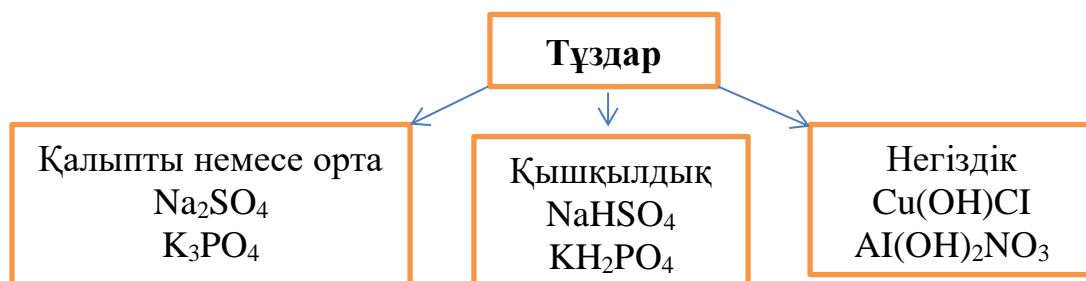 Тұздар
Қалыпты немесе орта
Na₂SO₄
K₃PO₄
Қышқылдық
NaHSO₄
KH₂PO₄
Негіздік
Cu(OH)CI
AI(OH)₂NO₃